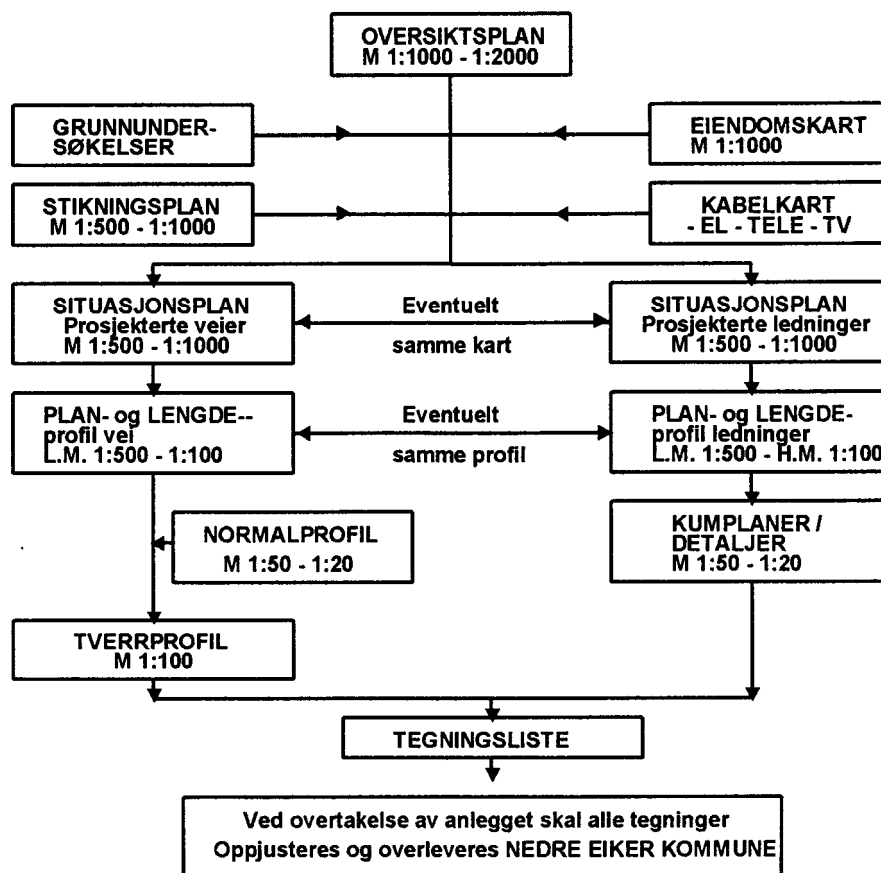 OVERSIKTSPLAN
M 1:1000 - 1:2000
GRUNNUNDER-
SØKELSER
EIENDOMSKART
M 1:1000
STIKNINGSPLAN
M 1:500 - 1:1000
KABELKART
- EL - TELE - TV
SITUASJONSPLAN
Prosjekterte veier
M 1:500 - 1:1000
Eventuelt
samme kart
SITUASJONSPLAN
Prosjekterte ledninger
M 1:500 - 1:1000
PLAN- og LENGDE--
profil vei
L.M. 1:500 - 1:100
Eventuelt
samme profil
PLAN- og LENGDE-
profil ledninger
L.M. 1:500 - H.M. 1:100
NORMALPROFIL
M 1:50 - 1:20
KUMPLANER /
DETALJER
M 1:50 - 1:20
TVERRPROFIL
M 1:100
TEGNINGSLISTE
Ved overtakelse av anlegget skal alle tegninger
Oppjusteres og overleveres NEDRE EIKER KOMMUNE